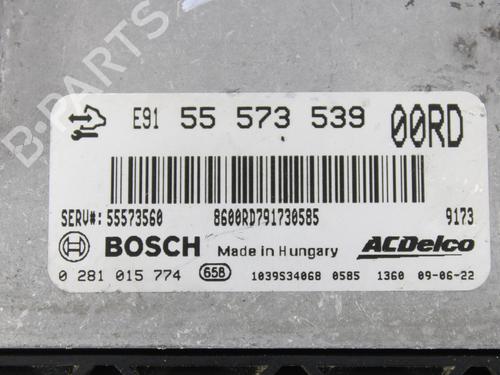 E91 55 573 539 00RD
SERV#: 55573560 8600RD791730585 9173
BOSCH Made in Hungary ACDelco
0 281 015 774 65B 1039S34068 0585 1360 09-06-22
B-PARTS